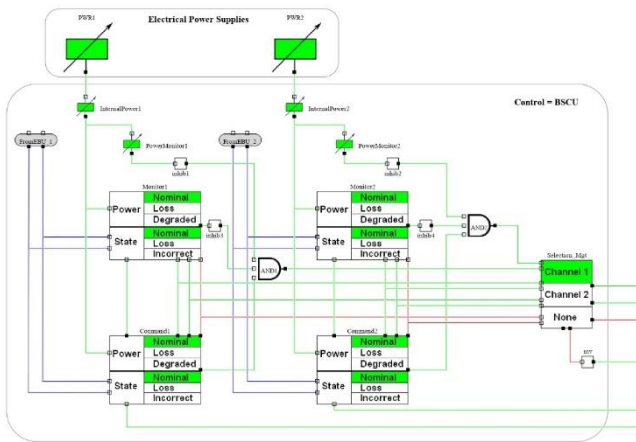 PWR1
Electrical Power Supplies
PWR2
InternalPower1
InternalPower2
Control = BSCU
FromEBU_1
PowerMonitor1
FromEBU_2
PowerMonitor2
inhib1
inhib2
Monitor1
Monitor2
Power
Nominal
Loss
Degraded
State
Nominal
Loss
Incorrect
inhib3
Power
Nominal
Loss
Degraded
State
Nominal
Loss
Incorrect
inhib4
AND1
AND2
Selection_Mgt
Channel 1
Channel 2
None
Command1
Command2
Power
Nominal
Loss
Degraded
State
Nominal
Loss
Incorrect
Power
Nominal
Loss
Degraded
State
Nominal
Loss
Incorrect